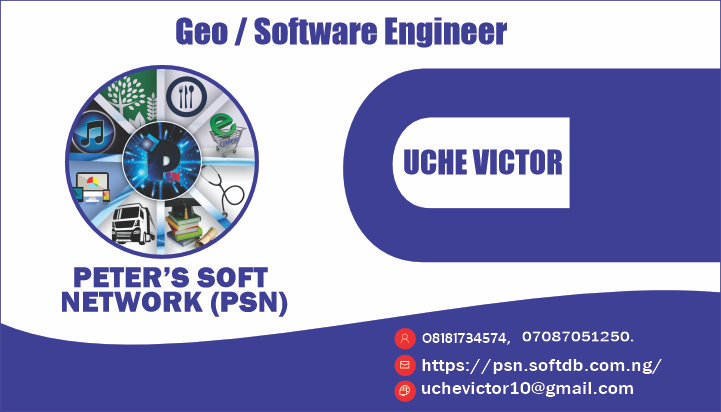 Geo / Software Engineer
UCHE VICTOR
PETER'S SOFT
NETWORK (PSN)
08181734574, 07087051250.
https://psn.softdb.com.ng/
uchevictor10@gmail.com